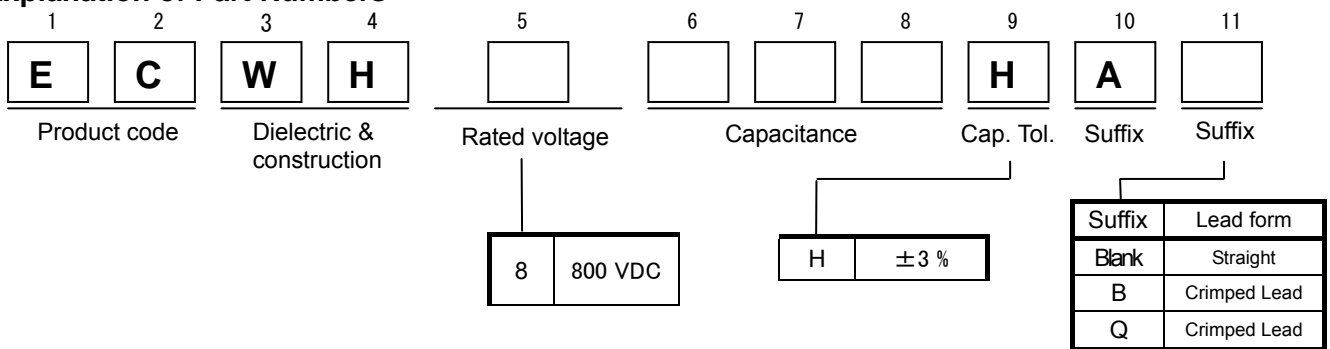 Explanation of Part Numbers
1 2 3 4 5 6 7 8 9 10 11
E C W H H A
Product code Dielectric & construction Rated voltage Capacitance Cap. Tol. Suffix Suffix
8 800 VDC
H ±3 %
Suffix Lead form
Blank Straight
B Crimped Lead
Q Crimped Lead